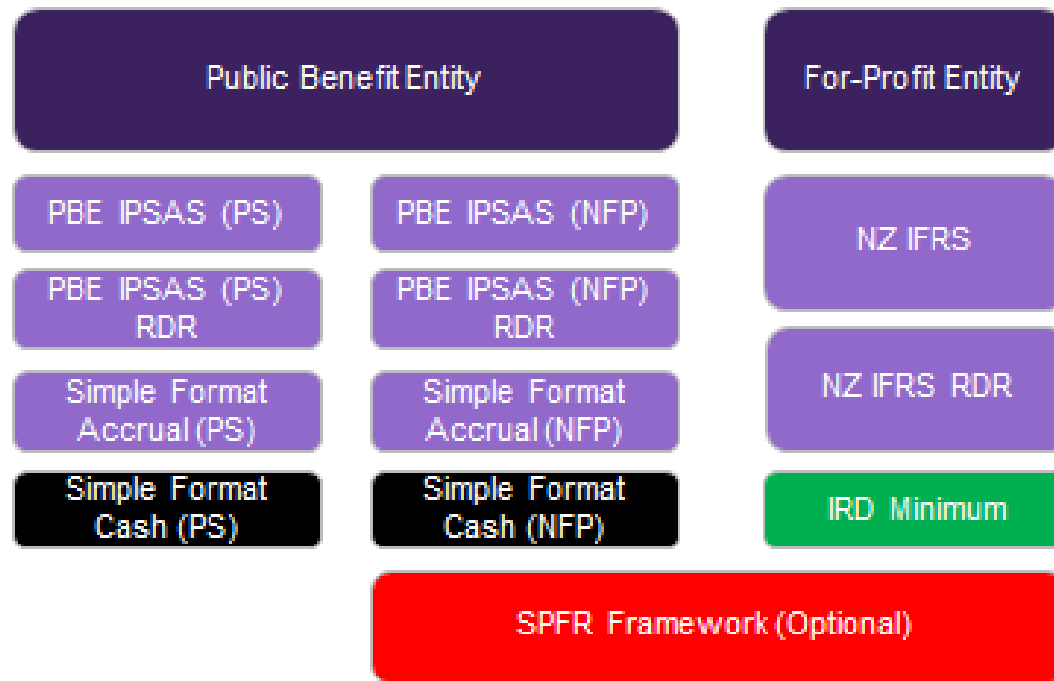 Public Benefit Entity
For-Profit Entity
PBE IPSAS (PS)
PBE IPSAS (NFP)
NZ IFRS
PBE IPSAS (PS)
RDR
PBE IPSAS (NFP)
RDR
NZ IFRS RDR
Simple Format
Accrual (PS)
Simple Format
Accrual (NFP)
Simple Format
Cash (PS)
Simple Format
Cash (NFP)
IRD Minimum
SPFR Framework (Optional)